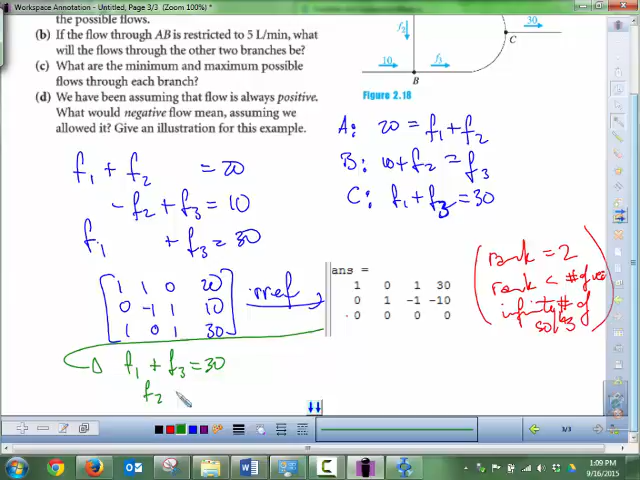 Workspace Annotation - Untitled, Page 3/3 (Zoom 100%) *
the possible flows.
(b) If the flow through AB is restricted to 5 L/min, what
will the flows through the other two branches be?
(c) What are the minimum and maximum possible
flows through each branch?
(d) We have been assuming that flow is always positive.
What would negative flow mean, assuming we
allowed it? Give an illustration for this example.
f₂
30
C
10
f₃
B
Figure 2.18
A: 20 = f₁ + f₂
B: 10 + f₂ = f₃
C: f₁ + f₃ = 30
f₁ + f₂ = 20
- f₂ + f₃ = 10
f₁ + f₃ = 30
1 1 0 20
0 -1 1 10
1 0 1 30
rref
ans =
1 0 1 30
0 1 -1 -10
0 0 0 0
rank = 2
rank < # of
infinity # of
sol's
f₁ + f₃ = 30
f₂
3/3
1:09 PM
9/16/2015